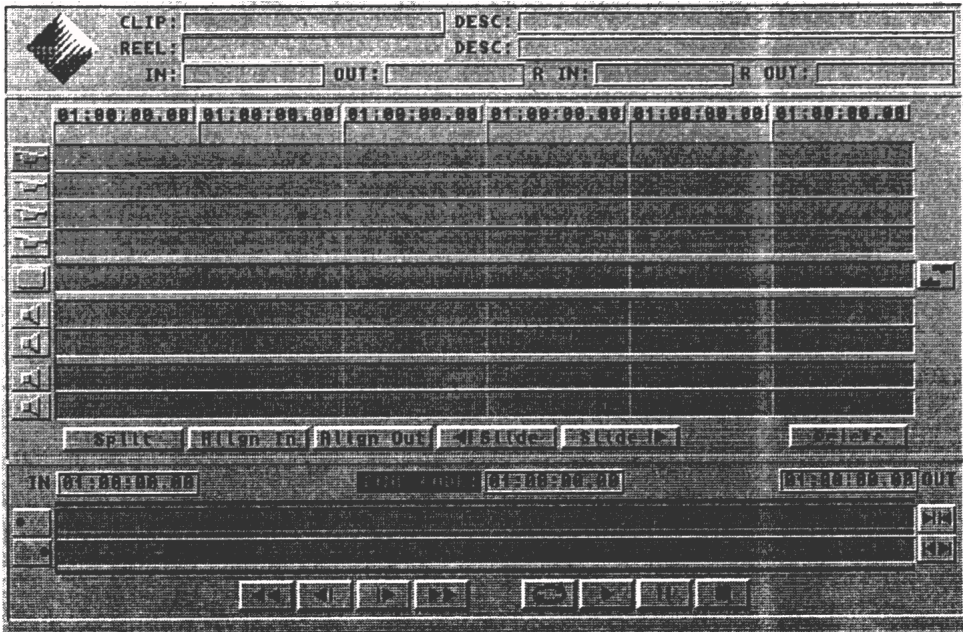 CLIP: DESC:
REEL: DESC:
IN: OUT: R IN: R OUT:
01:00:00.00 01:00:00.00 01:00:00.00 01:00:00.00 01:00:00.00 01:00:00.00
Split Align In Align Out Slide Slide Delete
IN 01:00:00.00 01:00:00.00 01:00:00.00 OUT